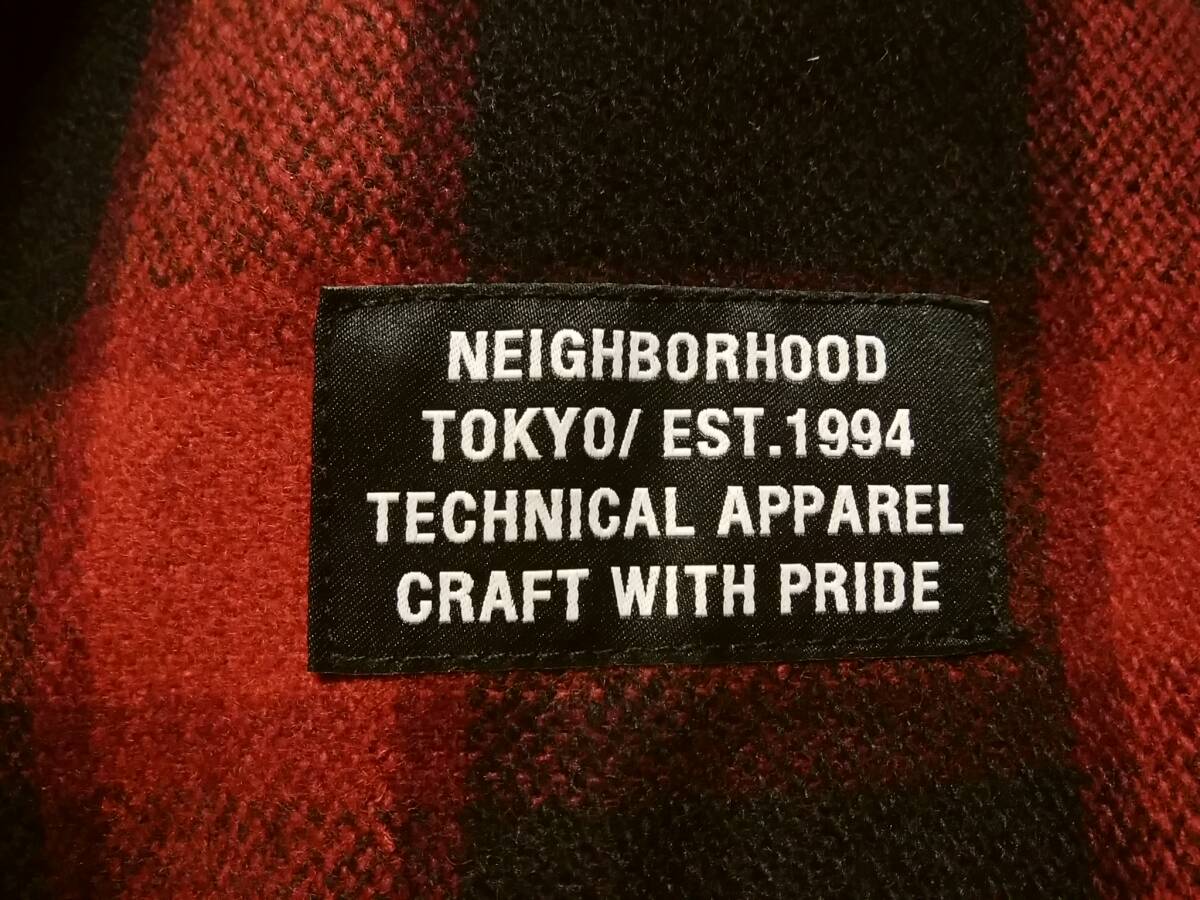 NEIGHBORHOOD
TOKYO/ EST.1994
TECHNICAL APPAREL
CRAFT WITH PRIDE